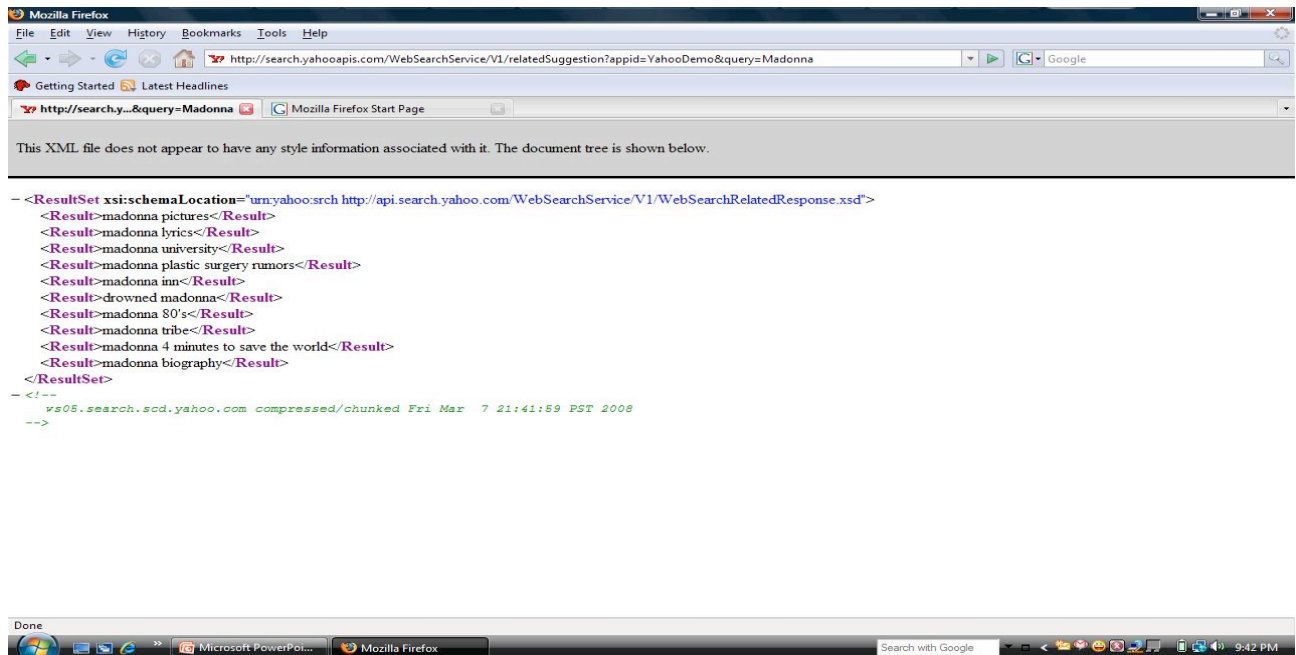 Mozilla Firefox
File Edit View History Bookmarks Tools Help
http://search.yahooapis.com/WebSearchService/V1/relatedSuggestion?appid=YahooDemo&query=Madonna
Google
Getting Started Latest Headlines
http://search.y...&query=Madonna Mozilla Firefox Start Page
This XML file does not appear to have any style information associated with it. The document tree is shown below.
– <ResultSet xsi:schemaLocation="urn:yahoo:srch http://api.search.yahoo.com/WebSearchService/V1/WebSearchRelatedResponse.xsd">
<Result>madonna pictures</Result>
<Result>madonna lyrics</Result>
<Result>madonna university</Result>
<Result>madonna plastic surgery rumors</Result>
<Result>madonna inn</Result>
<Result>drowned madonna</Result>
<Result>madonna 80's</Result>
<Result>madonna tribe</Result>
<Result>madonna 4 minutes to save the world</Result>
<Result>madonna biography</Result>
</ResultSet>
– <!--
ws05.search.scd.yahoo.com compressed/chunked Fri Mar 7 21:41:59 PST 2008
-->
Done
Microsoft PowerPoi... Mozilla Firefox Search with Google 9:42 PM